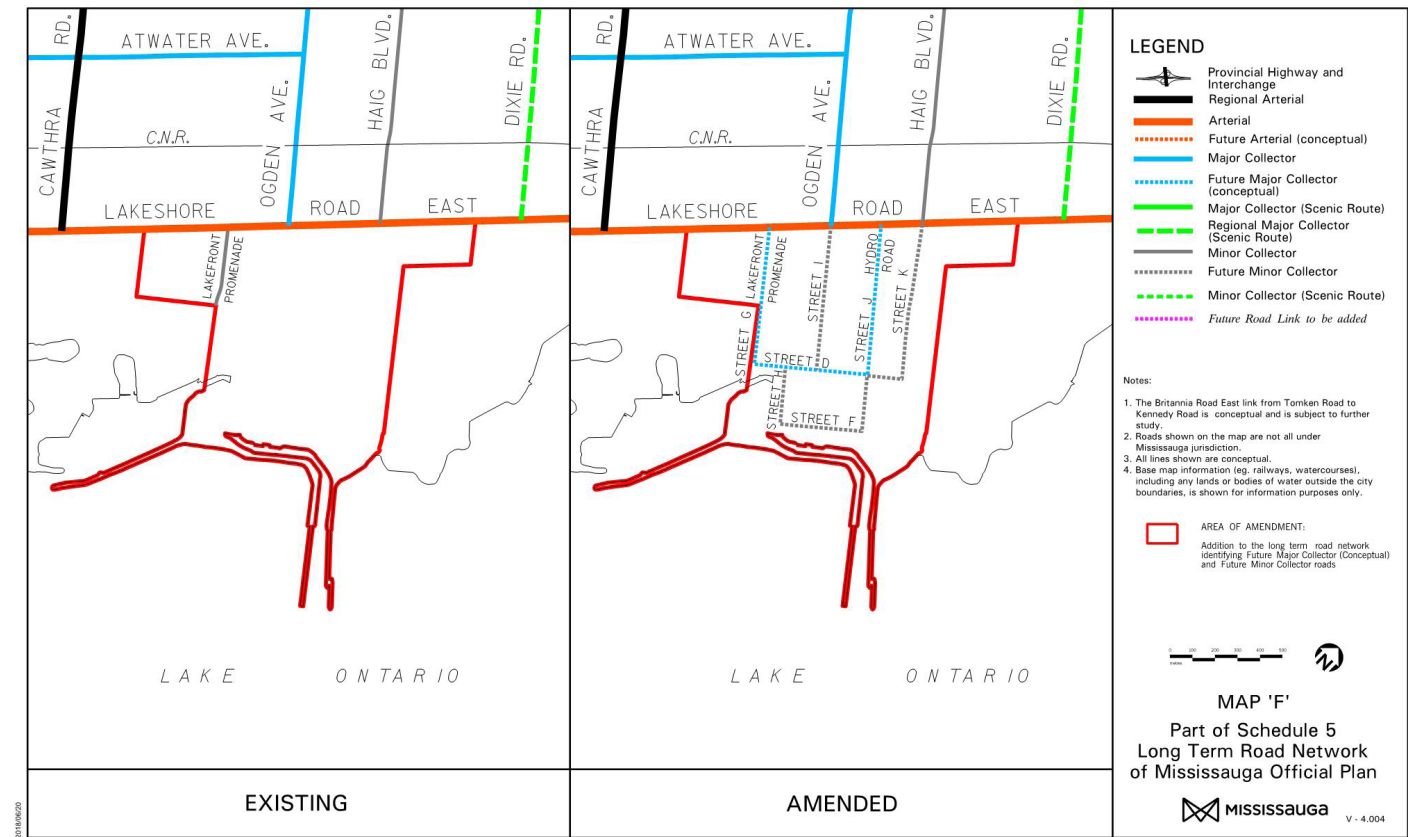 CAWTHRA RD.
ATWATER AVE.
OGDEN AVE.
HAIG BLVD.
DIXIE RD.
C.N.R.
LAKESHORE ROAD EAST
LAKEFRONT
PROMENADE
LAKE ONTARIO
EXISTING
CAWTHRA RD.
ATWATER AVE.
OGDEN AVE.
HAIG BLVD.
DIXIE RD.
C.N.R.
LAKESHORE ROAD EAST
STREET G LAKEFRONT
PROMENADE
STREET I
STREET J HYDRO
ROAD
STREET K
STREET D
STREET H
STREET F
LAKE ONTARIO
AMENDED
LEGEND
Provincial Highway and
Interchange
Regional Arterial
Arterial
Future Arterial (conceptual)
Major Collector
Future Major Collector
(conceptual)
Major Collector (Scenic Route)
Regional Major Collector
(Scenic Route)
Minor Collector
Future Minor Collector
Minor Collector (Scenic Route)
Future Road Link to be added
Notes:
1. The Britannia Road East link from Tomken Road to
Kennedy Road is conceptual and is subject to further
study.
2. Roads shown on the map are not all under
Mississauga jurisdiction.
3. All lines shown are conceptual.
4. Base map information (eg. railways, watercourses),
including any lands or bodies of water outside the city
boundaries, is shown for information purposes only.
AREA OF AMENDMENT:
Addition to the long term road network
identifying Future Major Collector (Conceptual)
and Future Minor Collector roads
0 100 200 300 400 500
metres
MAP 'F'
Part of Schedule 5
Long Term Road Network
of Mississauga Official Plan
MISSISSAUGA
V - 4.004
2018/06/20